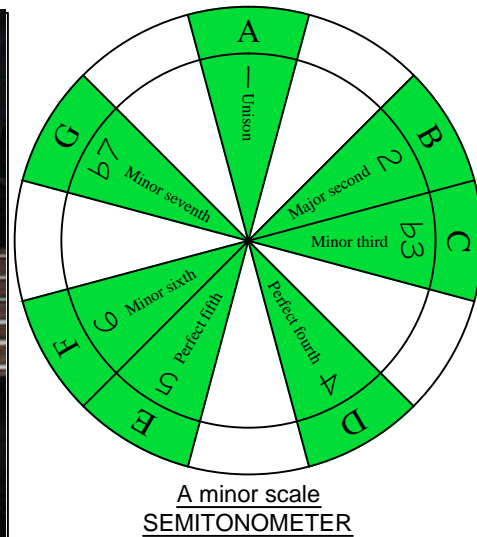 A
1
Unison
B
2
Major second
C
b3
Minor third
D
4
Perfect fourth
E
5
Perfect fifth
F
6
Minor sixth
G
b7
Minor seventh
A minor scale
SEMITONOMETER